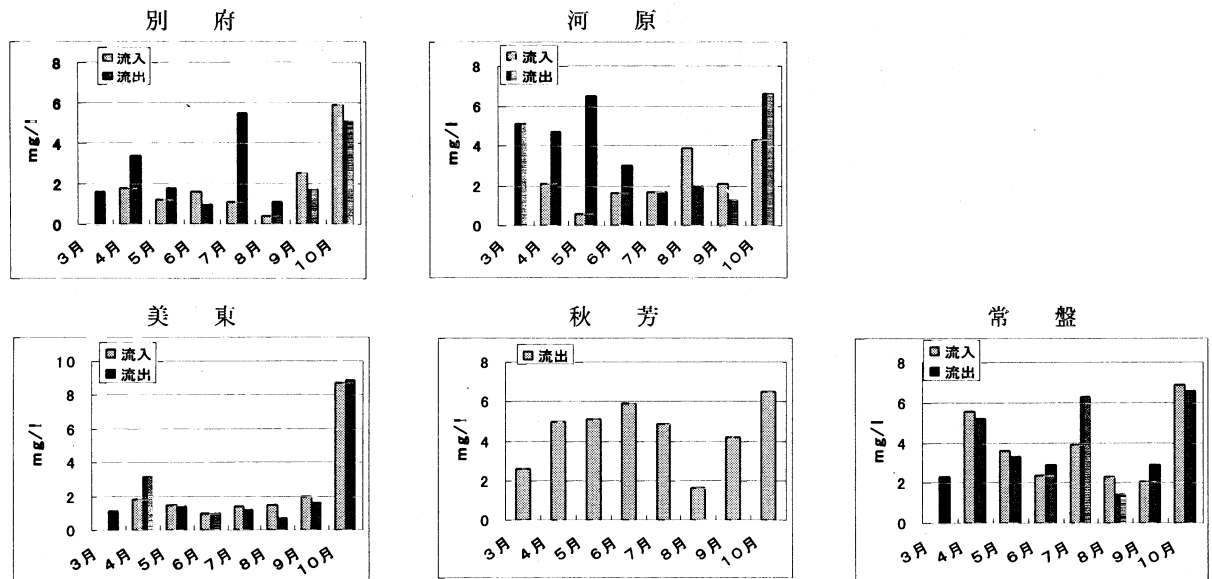 別　府
流入
流出
mg/l
8
6
4
2
0
3月 4月 5月 6月 7月 8月 9月 10月
河　原
流入
流出
mg/l
8
6
4
2
0
3月 4月 5月 6月 7月 8月 9月 10月
美　東
流入
流出
mg/l
10
8
6
4
2
0
3月 4月 5月 6月 7月 8月 9月 10月
秋　芳
流出
mg/l
8
6
4
2
0
3月 4月 5月 6月 7月 8月 9月 10月
常　盤
流入
流出
mg/l
8
6
4
2
0
3月 4月 5月 6月 7月 8月 9月 10月